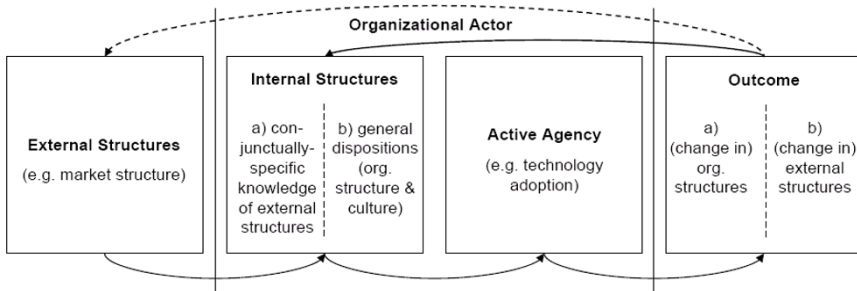 Organizational Actor
External Structures
(e.g. market structure)
Internal Structures
a) con-
junctually-
specific
knowledge
of external
structures
b) general
dispositions
(org.
structure &
culture)
Active Agency
(e.g. technology
adoption)
Outcome
a)
(change in)
org.
structures
b)
(change in)
external
structures